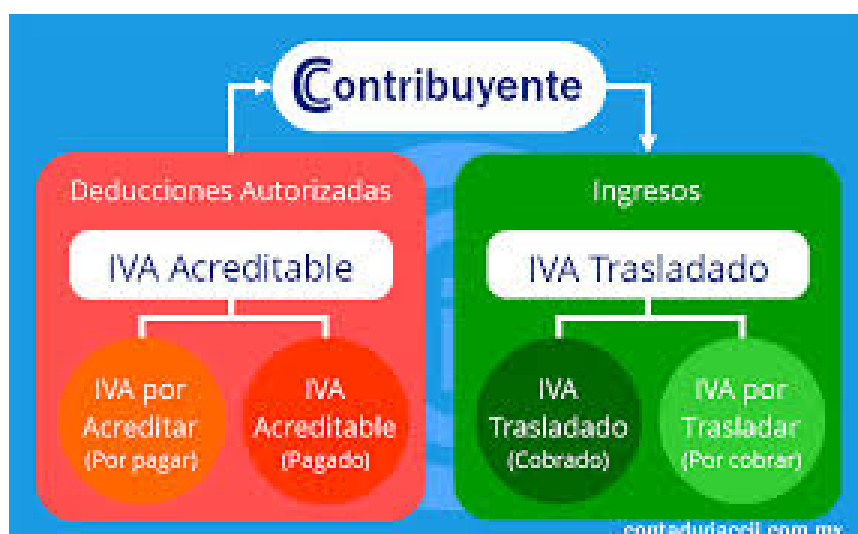 Contribuyente
Deducciones Autorizadas
IVA Acreditable
IVA por
Acreditar
(Por pagar)
IVA
Acreditable
(Pagado)
Ingresos
IVA Trasladado
IVA
Trasladado
(Cobrado)
IVA por
Trasladar
(Por cobrar)